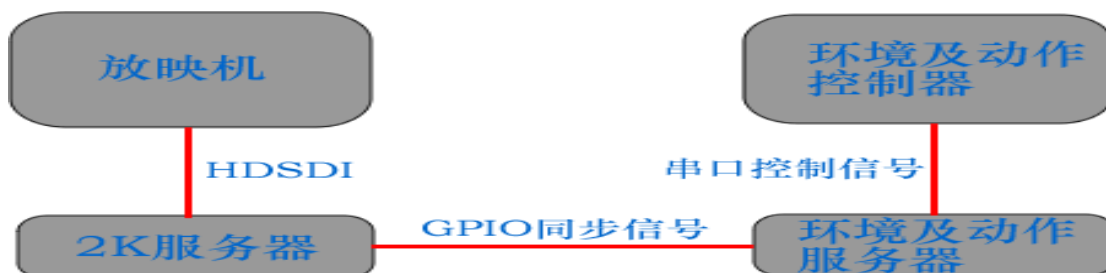 放映机
环境及动作
控制器
HDSDI
串口控制信号
GPIO同步信号
2K服务器
环境及动作
服务器